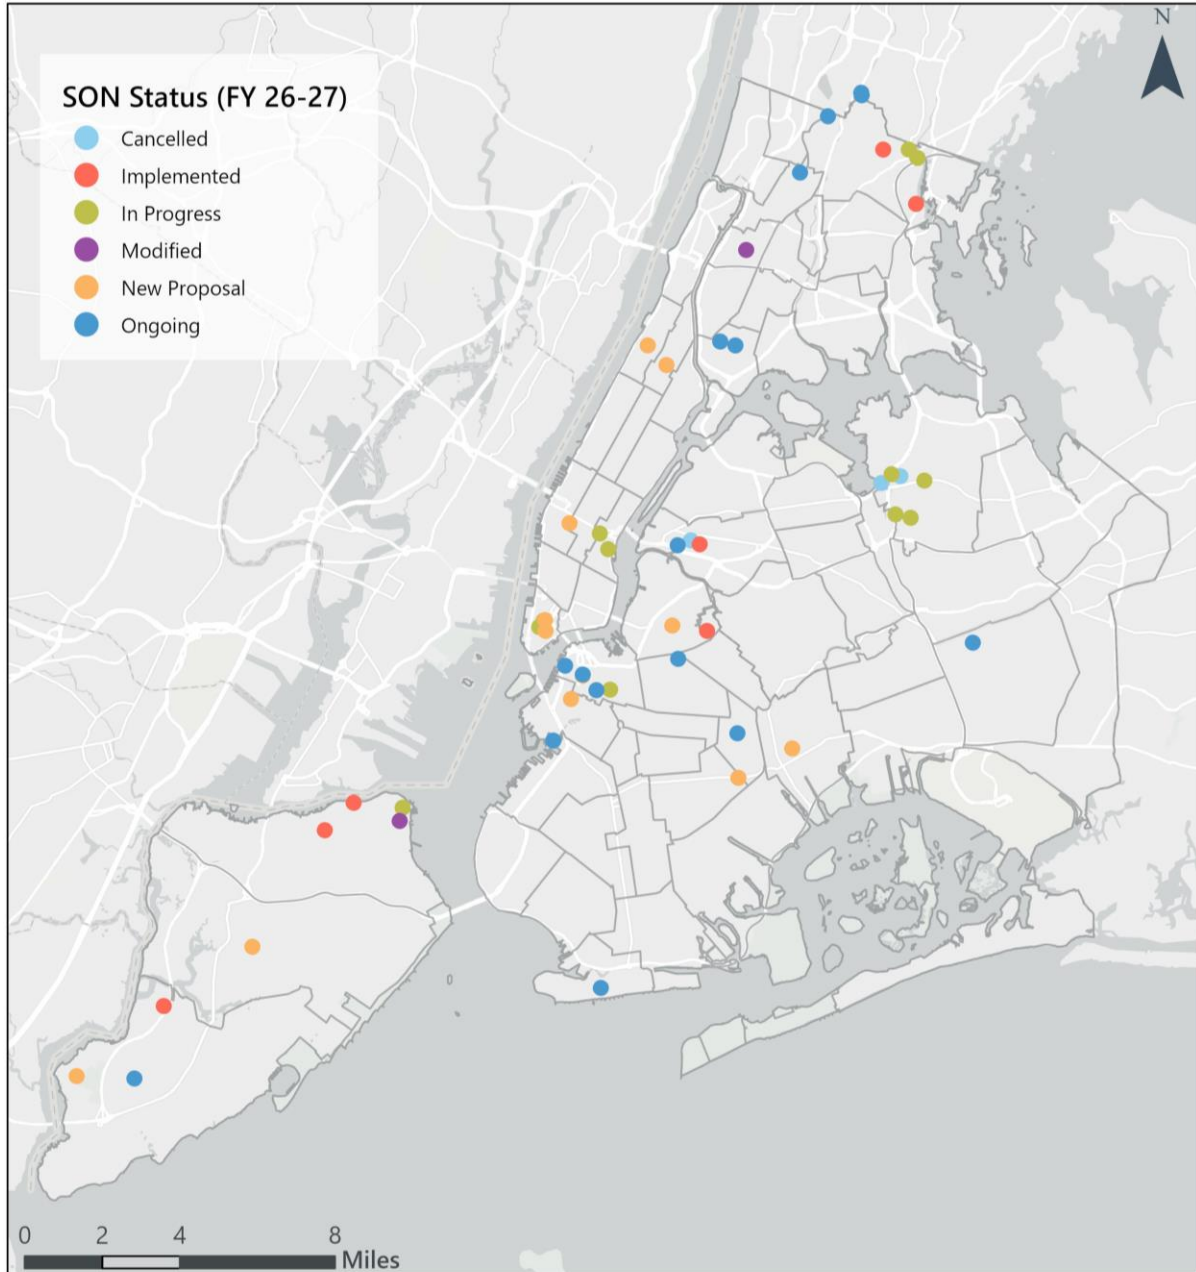 N
SON Status (FY 26-27)
Cancelled
Implemented
In Progress
Modified
New Proposal
Ongoing
0 2 4 8
Miles